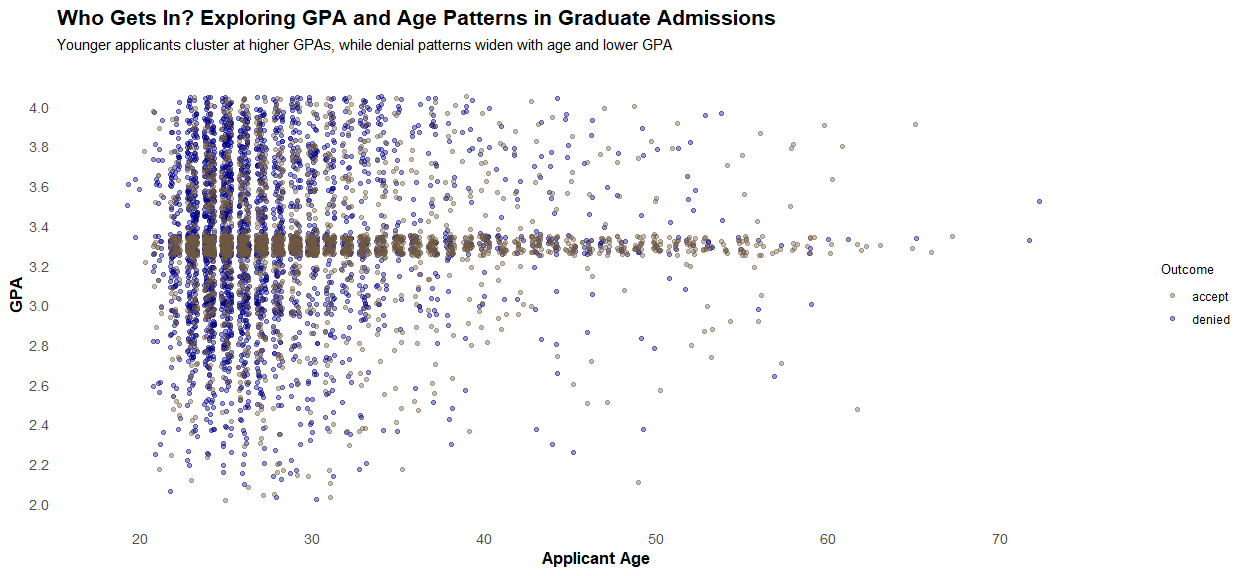 Who Gets In? Exploring GPA and Age Patterns in Graduate Admissions
Younger applicants cluster at higher GPAs, while denial patterns widen with age and lower GPA
GPA
4.0
3.8
3.6
3.4
3.2
3.0
2.8
2.6
2.4
2.2
2.0
20 30 40 50 60 70
Applicant Age
Outcome
accept
denied